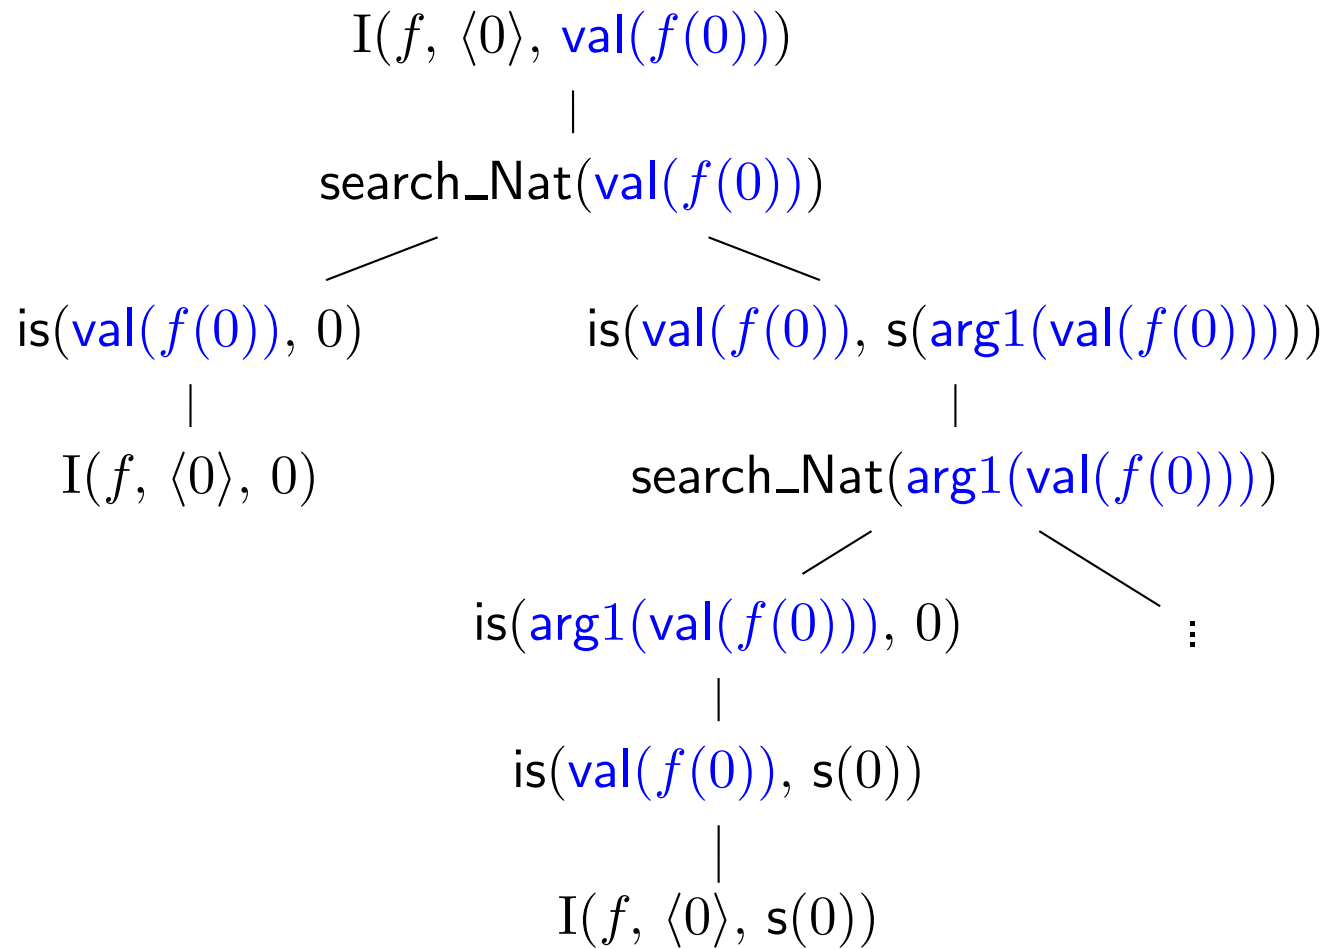 I(f, ⟨0⟩, val(f(0)))
search_Nat(val(f(0)))
is(val(f(0)), 0)
is(val(f(0)), s(arg1(val(f(0)))))
I(f, ⟨0⟩, 0)
search_Nat(arg1(val(f(0))))
is(arg1(val(f(0))), 0)
⋮
is(val(f(0)), s(0))
I(f, ⟨0⟩, s(0))